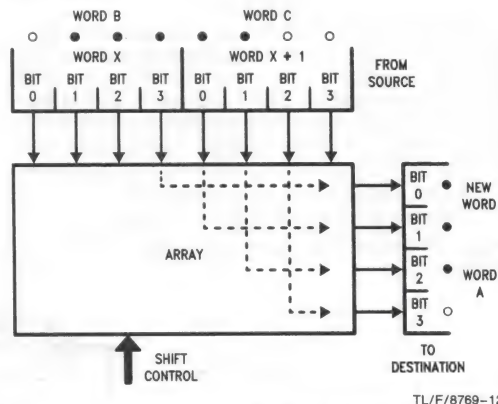 WORD B WORD C
WORD X WORD X + 1
BIT BIT BIT BIT BIT BIT BIT BIT
0 1 2 3 0 1 2 3
FROM
SOURCE
BIT
0
NEW
WORD
BIT
1
ARRAY
BIT
2
WORD
A
BIT
3
SHIFT
CONTROL
TO
DESTINATION